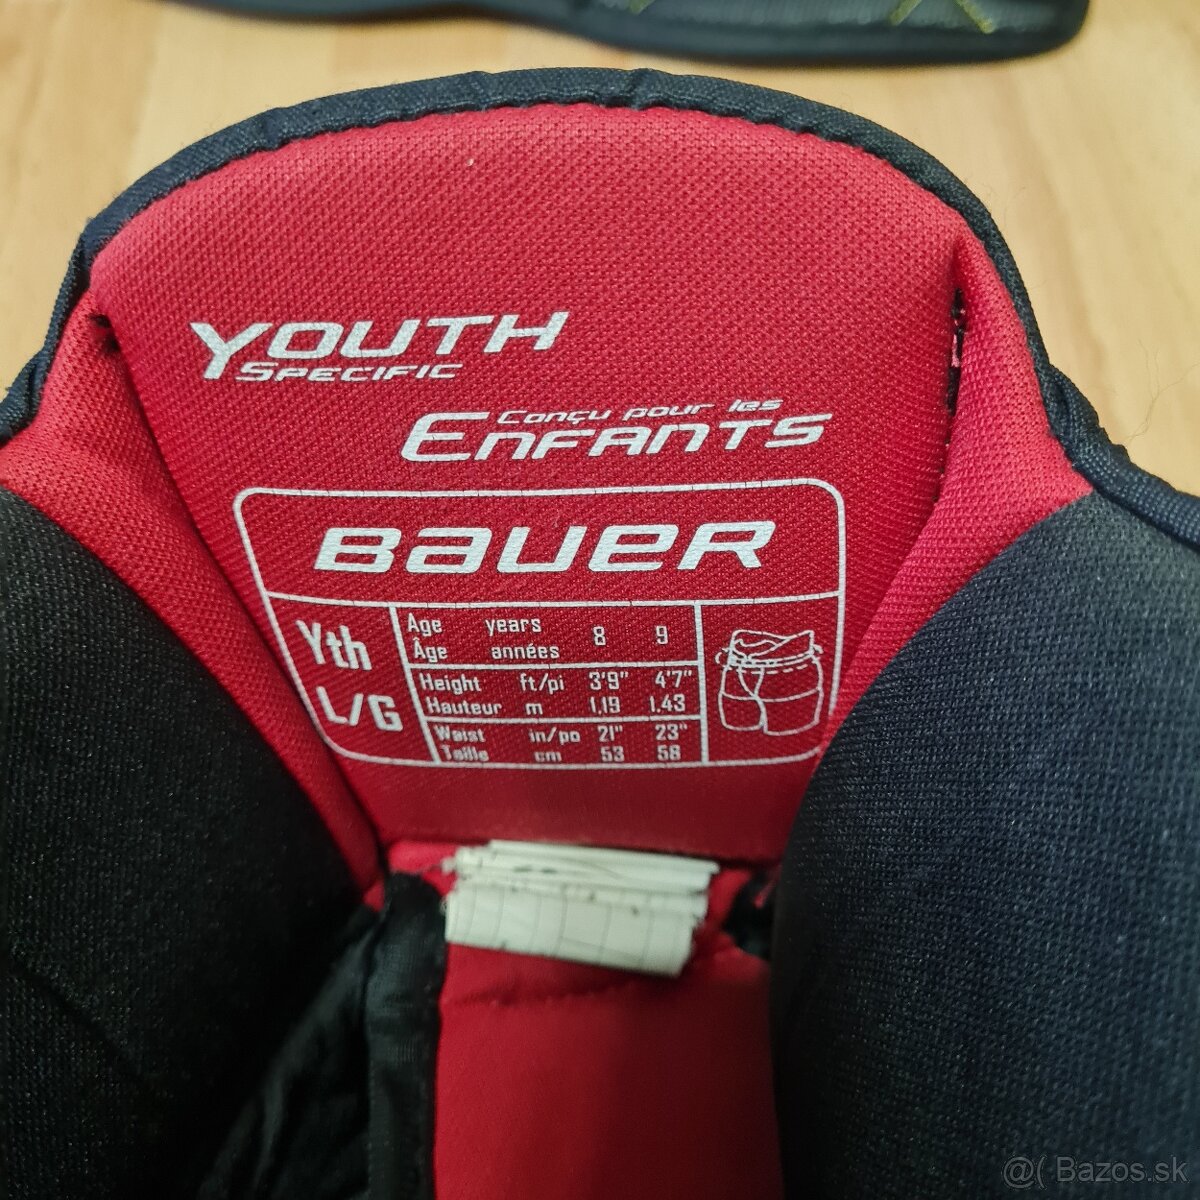 YOUTH
SPECIFIC
Conçu pour les
ENFANTS
BAUER
Yth
L/G
Age years 8 9
Âge années
Height ft/pi 3'9" 4'7"
Hauteur m 1.19 1.43
Waist in/po 21" 23"
Taille cm 53 58
@( Bazos.sk